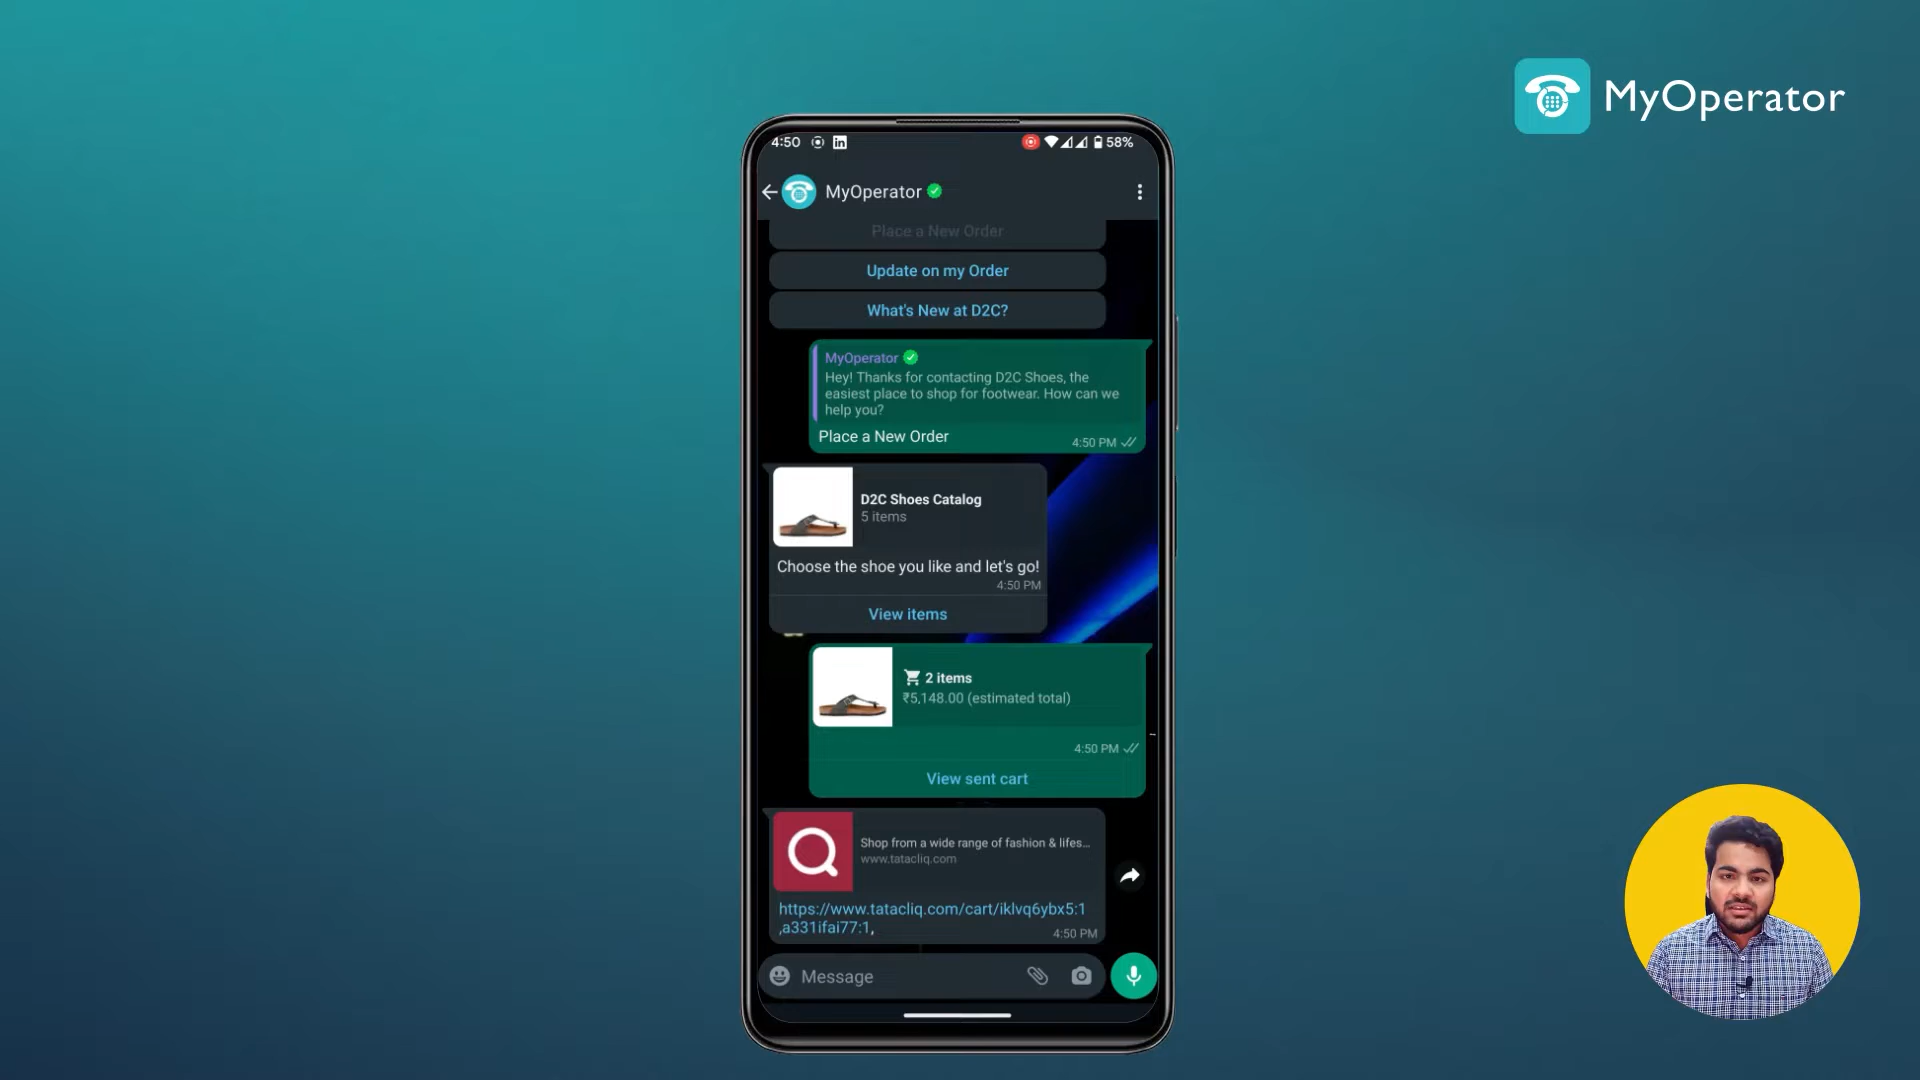 MyOperator
4:50
58%
MyOperator
Place a New Order
Update on my Order
What's New at D2C?
MyOperator
Hey! Thanks for contacting D2C Shoes, the
easiest place to shop for footwear. How can we
help you?
Place a New Order
4:50 PM
D2C Shoes Catalog
5 items
Choose the shoe you like and let's go!
4:50 PM
View items
2 items
₹5,148.00 (estimated total)
4:50 PM
View sent cart
Shop from a wide range of fashion & lifes...
www.tatacliq.com
https://www.tatacliq.com/cart/iklvq6ybx5:1
,a331ifai77:1,
4:50 PM
Message